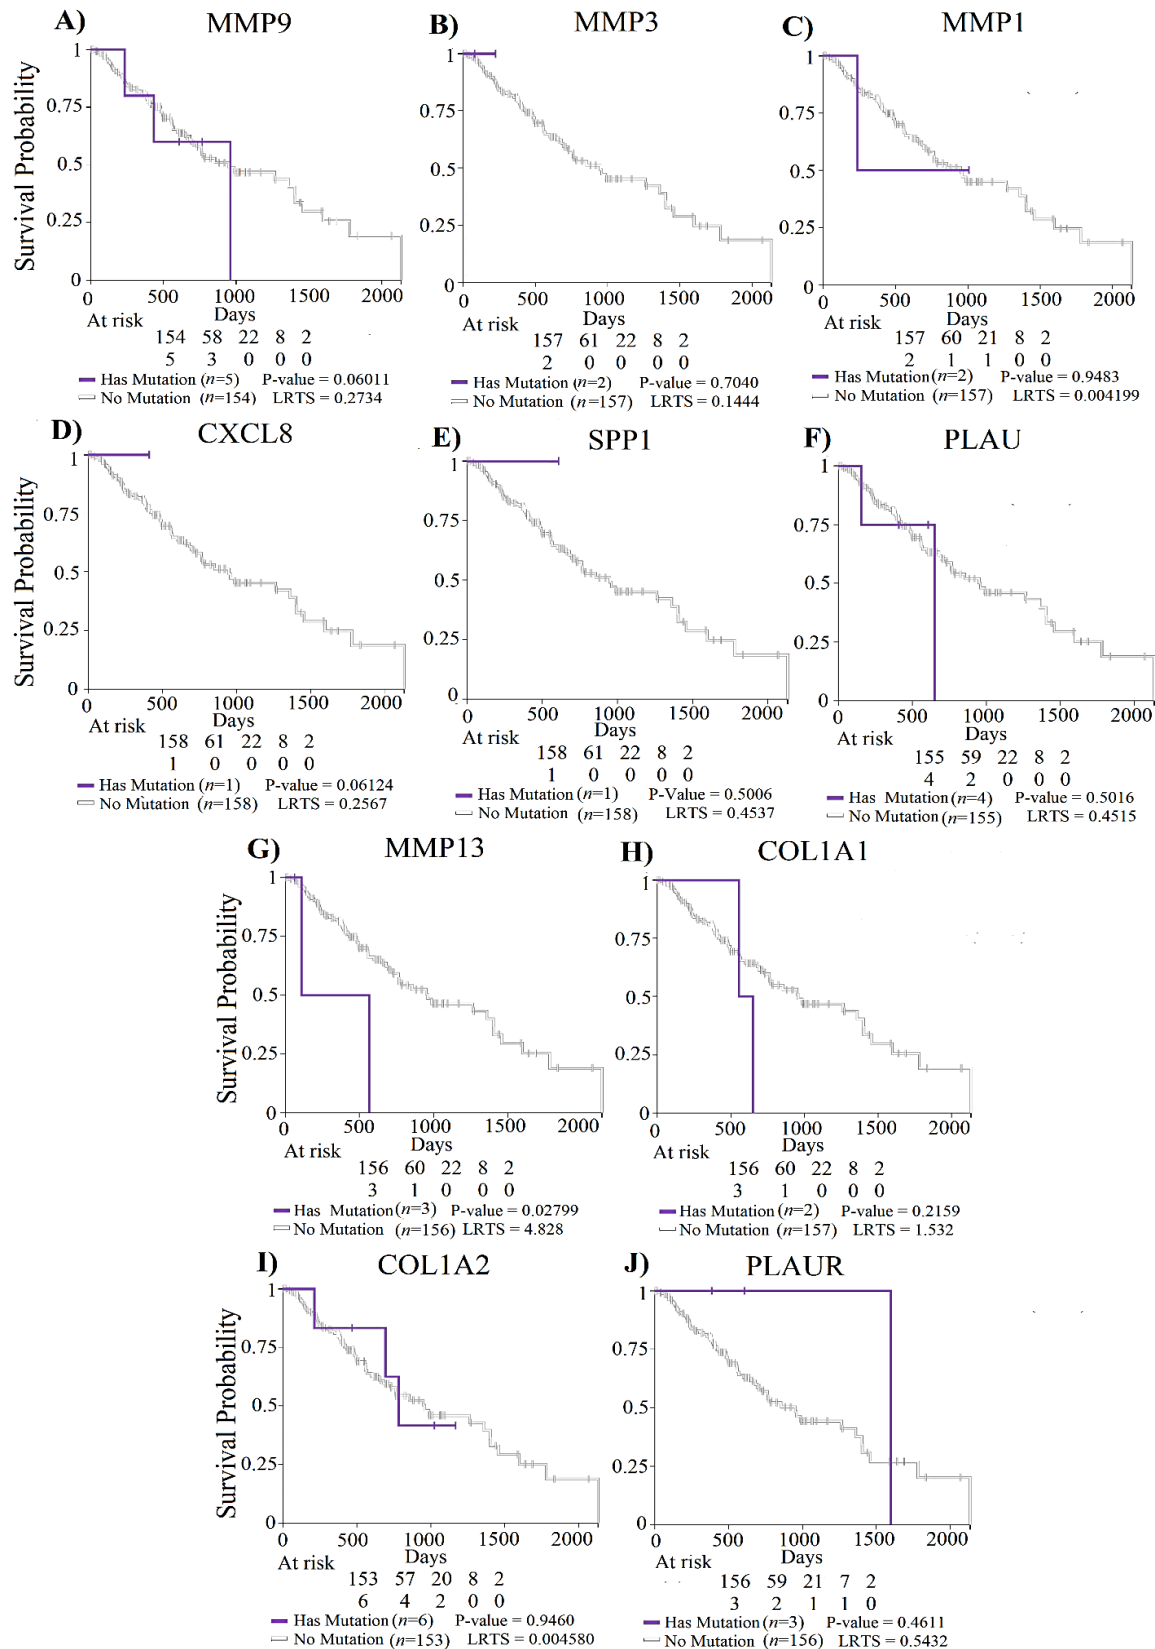 A) MMP9
B) MMP3
C) MMP1
Survival Probability
1
0.75
0.5
0.25
0
0 500 1000 1500 2000
Days
At risk
154 58 22 8 2
5 3 0 0 0
Has Mutation (n=5) P-value = 0.06011
No Mutation (n=154) LRTS = 0.2734
1
0.75
0.5
0.25
0
0 500 1000 1500 2000
Days
At risk
157 61 22 8 2
2 0 0 0 0
Has Mutation (n=2) P-value = 0.7040
No Mutation (n=157) LRTS = 0.1444
1
0.75
0.5
0.25
0
0 500 1000 1500 2000
Days
At risk
157 60 21 8 2
2 1 1 0 0
Has Mutation (n=2) P-value = 0.9483
No Mutation (n=157) LRTS = 0.004199
D) CXCL8
E) SPP1
F) PLAU
Survival Probability
1
0.75
0.5
0.25
0
0 500 1000 1500 2000
Days
At risk
158 61 22 8 2
1 0 0 0 0
Has Mutation (n=1) P-value = 0.06124
No Mutation (n=158) LRTS = 0.2567
1
0.75
0.5
0.25
0
0 500 1000 1500 2000
Days
At risk
158 61 22 8 2
1 0 0 0 0
Has Mutation (n=1) P-Value = 0.5006
No Mutation (n=158) LRTS = 0.4537
1
0.75
0.5
0.25
0
0 500 1000 1500 2000
Days
At risk
155 59 22 8 2
4 2 0 0 0
Has Mutation (n=4) P-value = 0.5016
No Mutation (n=155) LRTS = 0.4515
G) MMP13
H) COL1A1
Survival Probability
1
0.75
0.5
0.25
0
0 500 1000 1500 2000
Days
At risk
156 60 22 8 2
3 1 0 0 0
Has Mutation (n=3) P-value = 0.02799
No Mutation (n=156) LRTS = 4.828
1
0.75
0.5
0.25
0
0 500 1000 1500 2000
Days
At risk
156 60 22 8 2
3 1 0 0 0
Has Mutation (n=2) P-value = 0.2159
No Mutation (n=157) LRTS = 1.532
I) COL1A2
J) PLAUR
Survival Probability
1
0.75
0.5
0.25
0
0 500 1000 1500 2000
Days
At risk
153 57 20 8 2
6 4 2 0 0
Has Mutation (n=6) P-value = 0.9460
No Mutation (n=153) LRTS = 0.004580
1
0.75
0.5
0.25
0
0 500 1000 1500 2000
Days
At risk
156 59 21 7 2
3 2 1 1 0
Has Mutation (n=3) P-value = 0.4611
No Mutation (n=156) LRTS = 0.5432